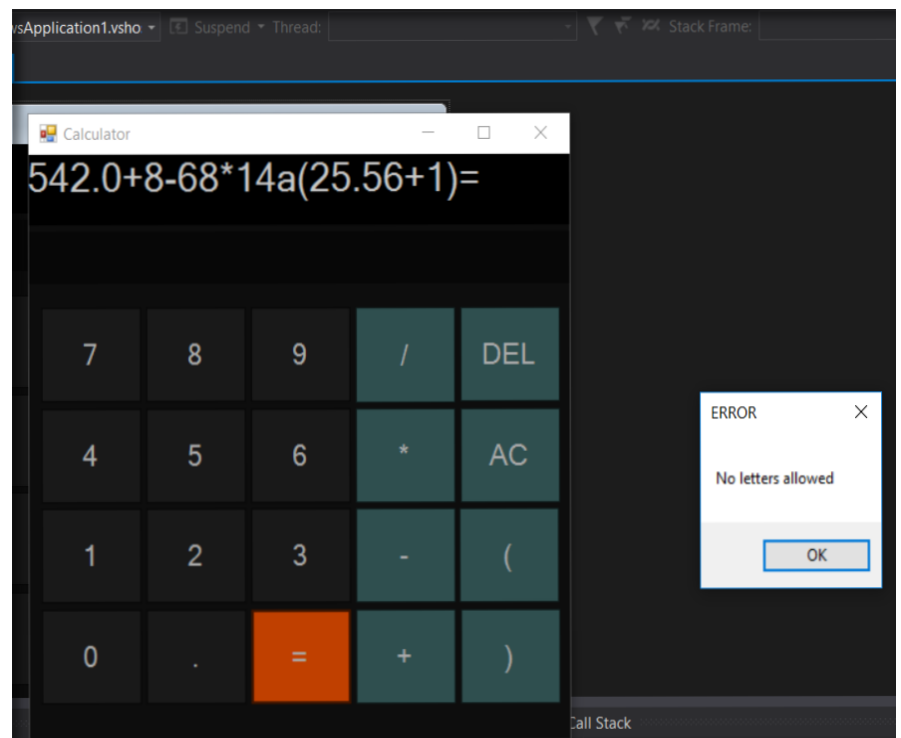 wsApplication1.vsho Suspend Thread: Stack Frame:
Calculator
542.0+8-68*14a(25.56+1)=
7 8 9 / DEL
4 5 6 * AC
1 2 3 - (
0 . = + )
ERROR
No letters allowed
OK
Call Stack